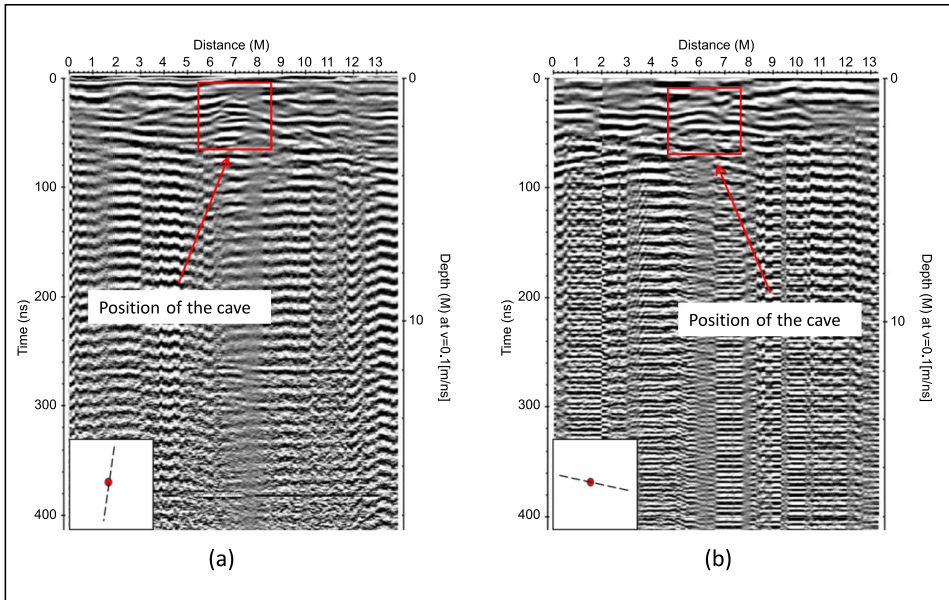 Distance (M)
0 1 2 3 4 5 6 7 8 9 10 11 12 13
0
100
200
300
400
Time (ns)
0
10
Depth (M) at v=0.1[m/ns]
Position of the cave
(a)
Distance (M)
0 1 2 3 4 5 6 7 8 9 10 11 12 13
0
100
200
300
400
Time (ns)
0
10
Depth (M) at v=0.1[m/ns]
Position of the cave
(b)